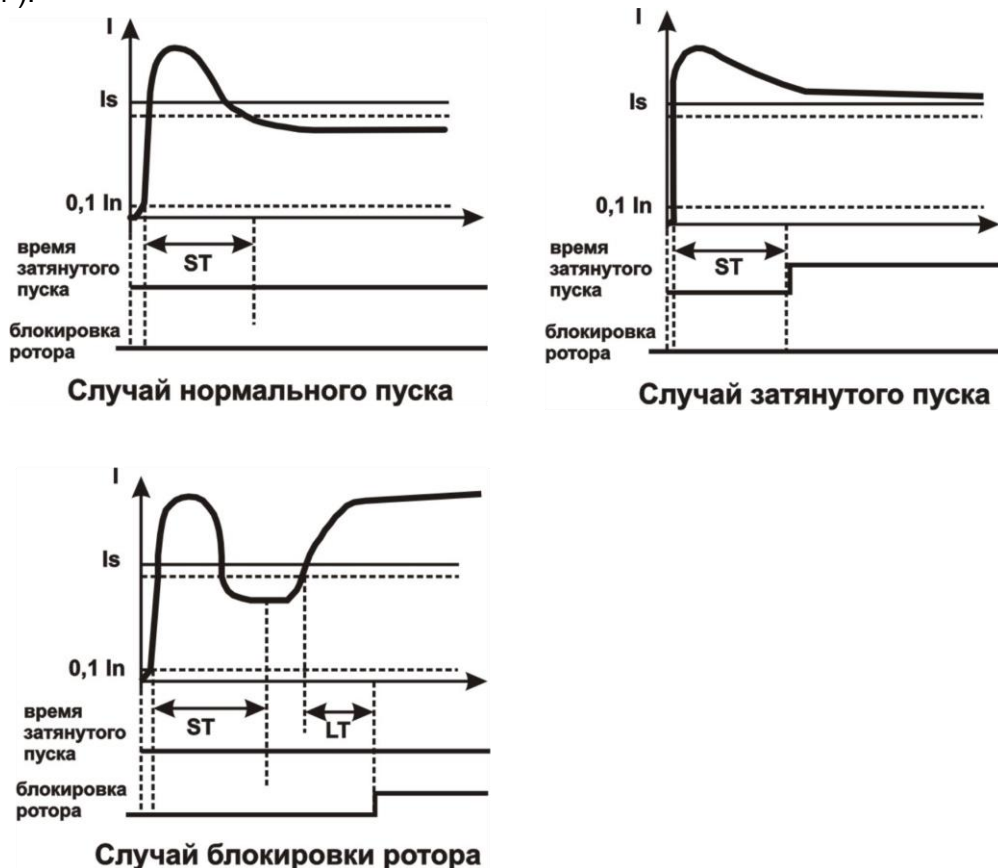 I
Is
0,1 In
ST
время
затянутого
пуска
блокировка
ротора
Случай нормального пуска
I
Is
0,1 In
ST
время
затянутого
пуска
блокировка
ротора
Случай затянутого пуска
I
Is
0,1 In
ST
LT
время
затянутого
пуска
блокировка
ротора
Случай блокировки ротора